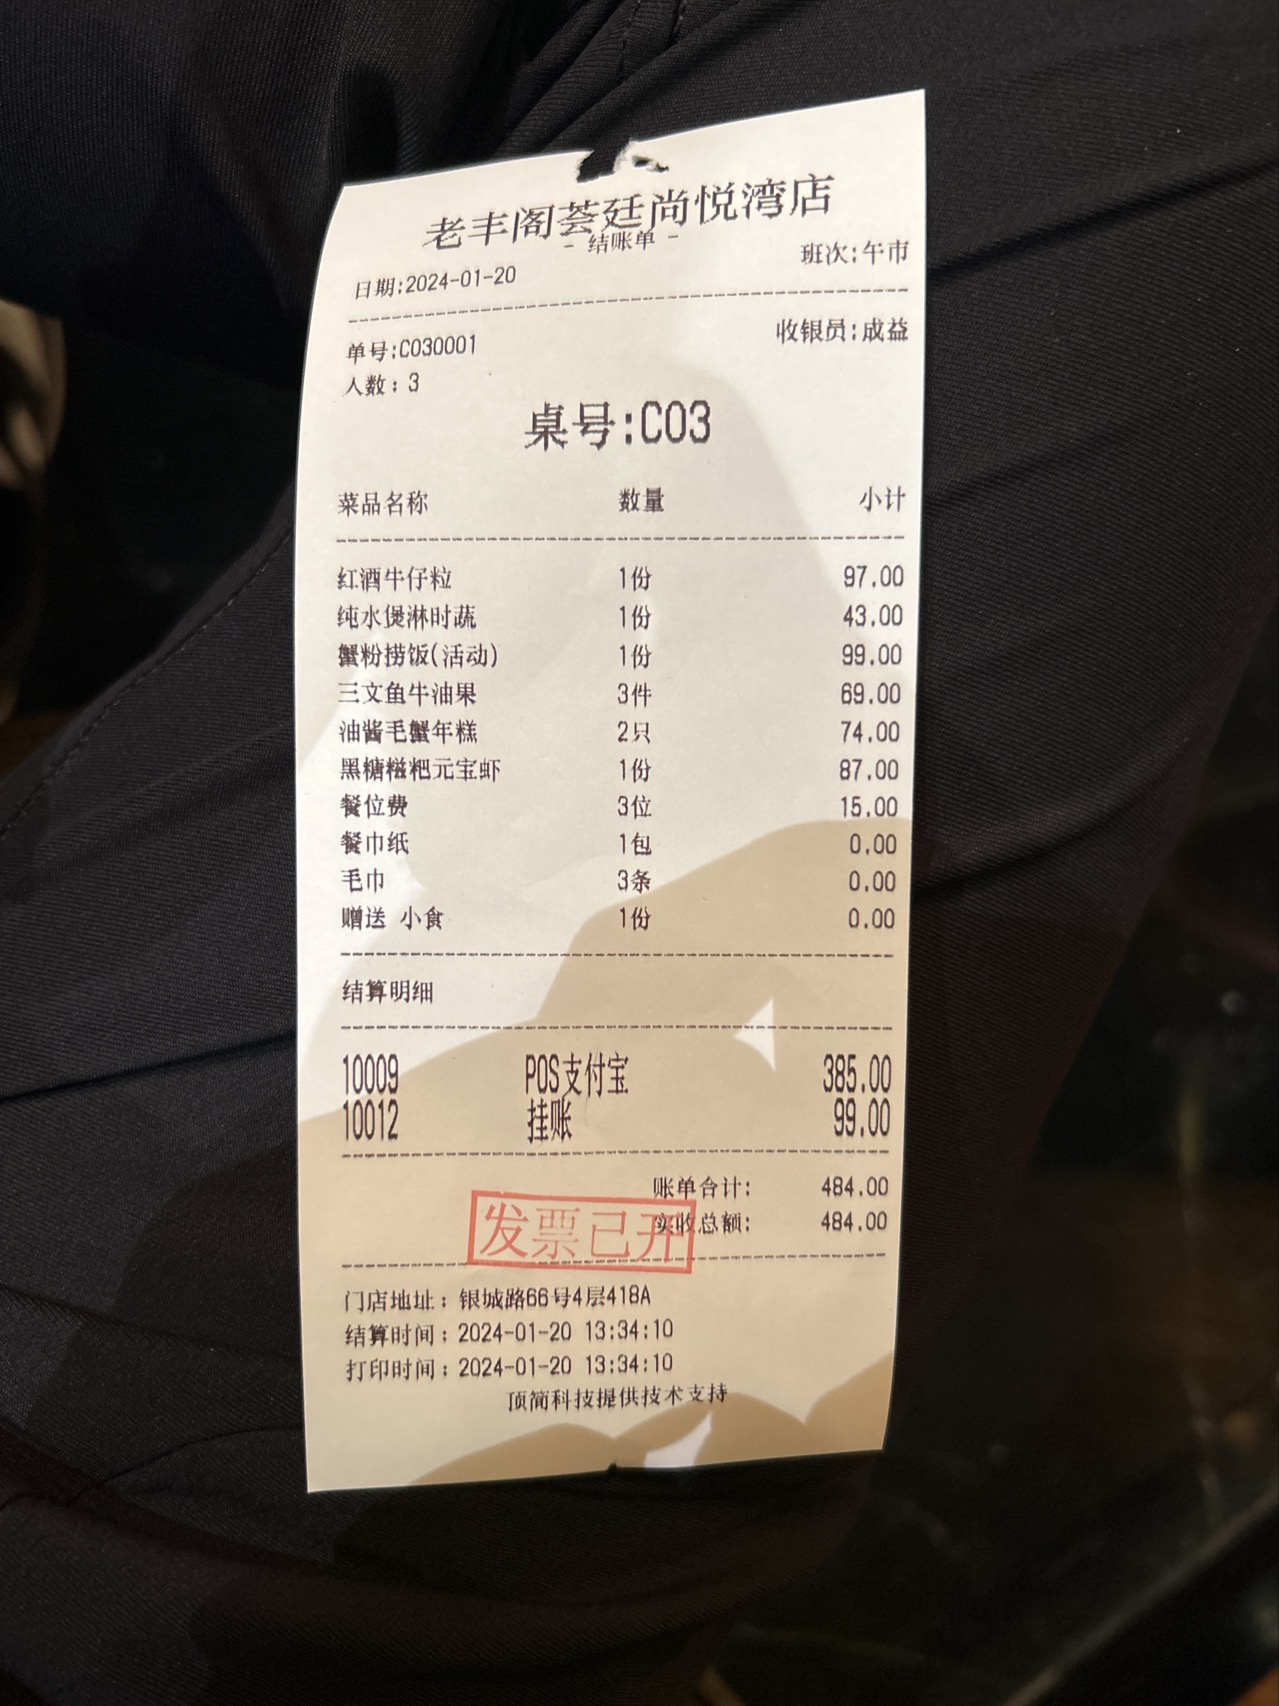 老丰阁荟廷尚悦湾店
- 结账单 -
日期:2024-01-20 班次:午市
单号:C030001 收银员:成益
人数:3
桌号:C03
菜品名称 数量 小计
红酒牛仔粒 1份 97.00
纯水煲淋时蔬 1份 43.00
蟹粉捞饭(活动) 1份 99.00
三文鱼牛油果 3件 69.00
油酱毛蟹年糕 2只 74.00
黑糖糍粑元宝虾 1份 87.00
餐位费 3位 15.00
餐巾纸 1包 0.00
毛巾 3条 0.00
赠送 小食 1份 0.00
结算明细
10009 POS支付宝 385.00
10012 挂账 99.00
账单合计: 484.00
实收总额: 484.00
发票已开
门店地址:银城路66号4层418A
结算时间:2024-01-20 13:34:10
打印时间:2024-01-20 13:34:10
顶简科技提供技术支持